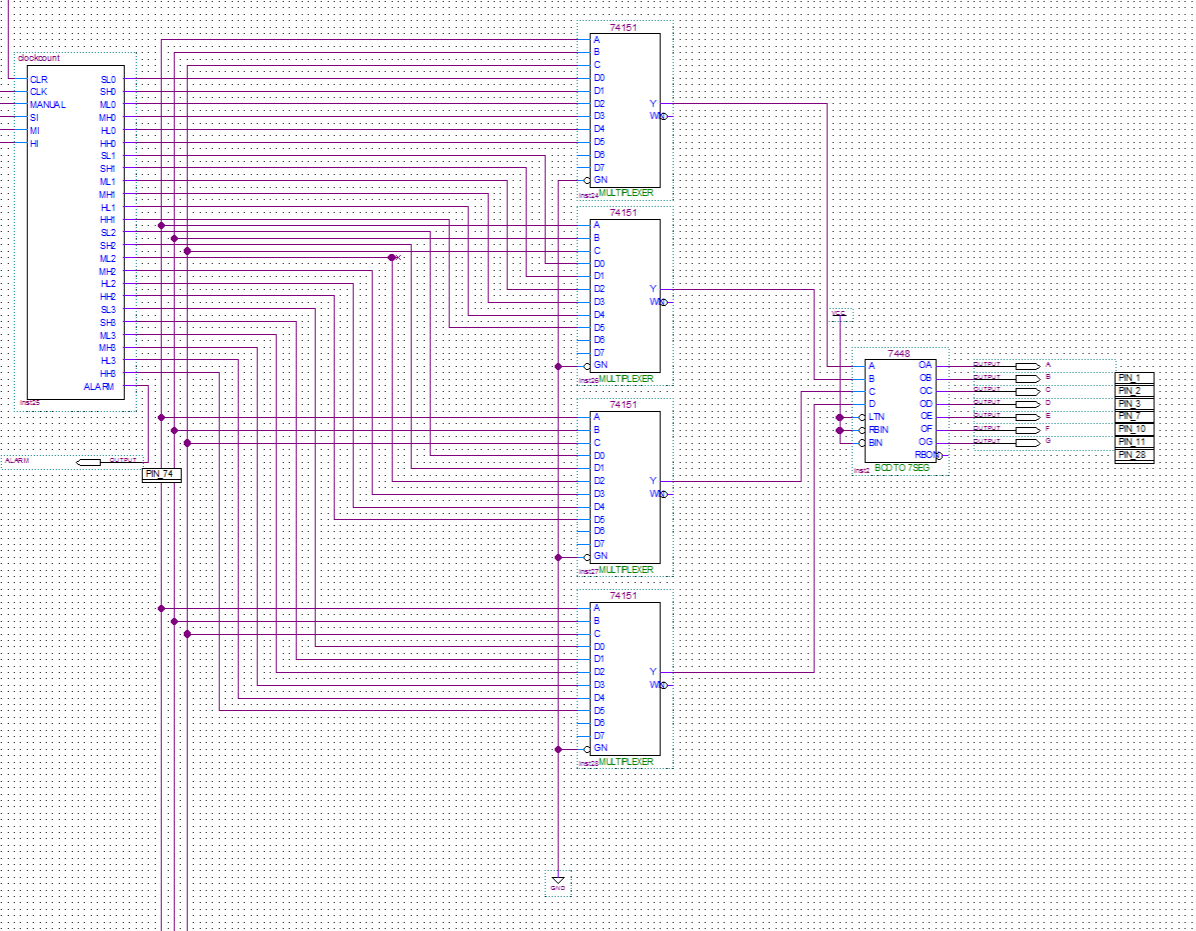 clockcount
CLR
CLK
MANUAL
SI
MI
HI
SL0
SH0
ML0
MH0
HL0
HH0
SL1
SH1
ML1
MH1
HL1
HH1
SL2
SH2
ML2
MH2
HL2
HH2
SL3
SH3
ML3
MH3
HL3
HH3
ALARM
inst25
ALARM
OUTPUT
PIN_74
74151
A
B
C
D0
D1
D2
D3
D4
D5
D6
D7
GN
Y
WN
inst24
MULTIPLEXER
74151
A
B
C
D0
D1
D2
D3
D4
D5
D6
D7
GN
Y
WN
inst26
MULTIPLEXER
74151
A
B
C
D0
D1
D2
D3
D4
D5
D6
D7
GN
Y
WN
inst27
MULTIPLEXER
74151
A
B
C
D0
D1
D2
D3
D4
D5
D6
D7
GN
Y
WN
inst28
MULTIPLEXER
GND
VCC
7448
A
B
C
D
LTN
RBIN
BIN
OA
OB
OC
OD
OE
OF
OG
RBON
inst2
BCD TO 7SEG
OUTPUT A
OUTPUT B
OUTPUT C
OUTPUT D
OUTPUT E
OUTPUT F
OUTPUT G
PIN_1
PIN_2
PIN_3
PIN_7
PIN_10
PIN_11
PIN_28